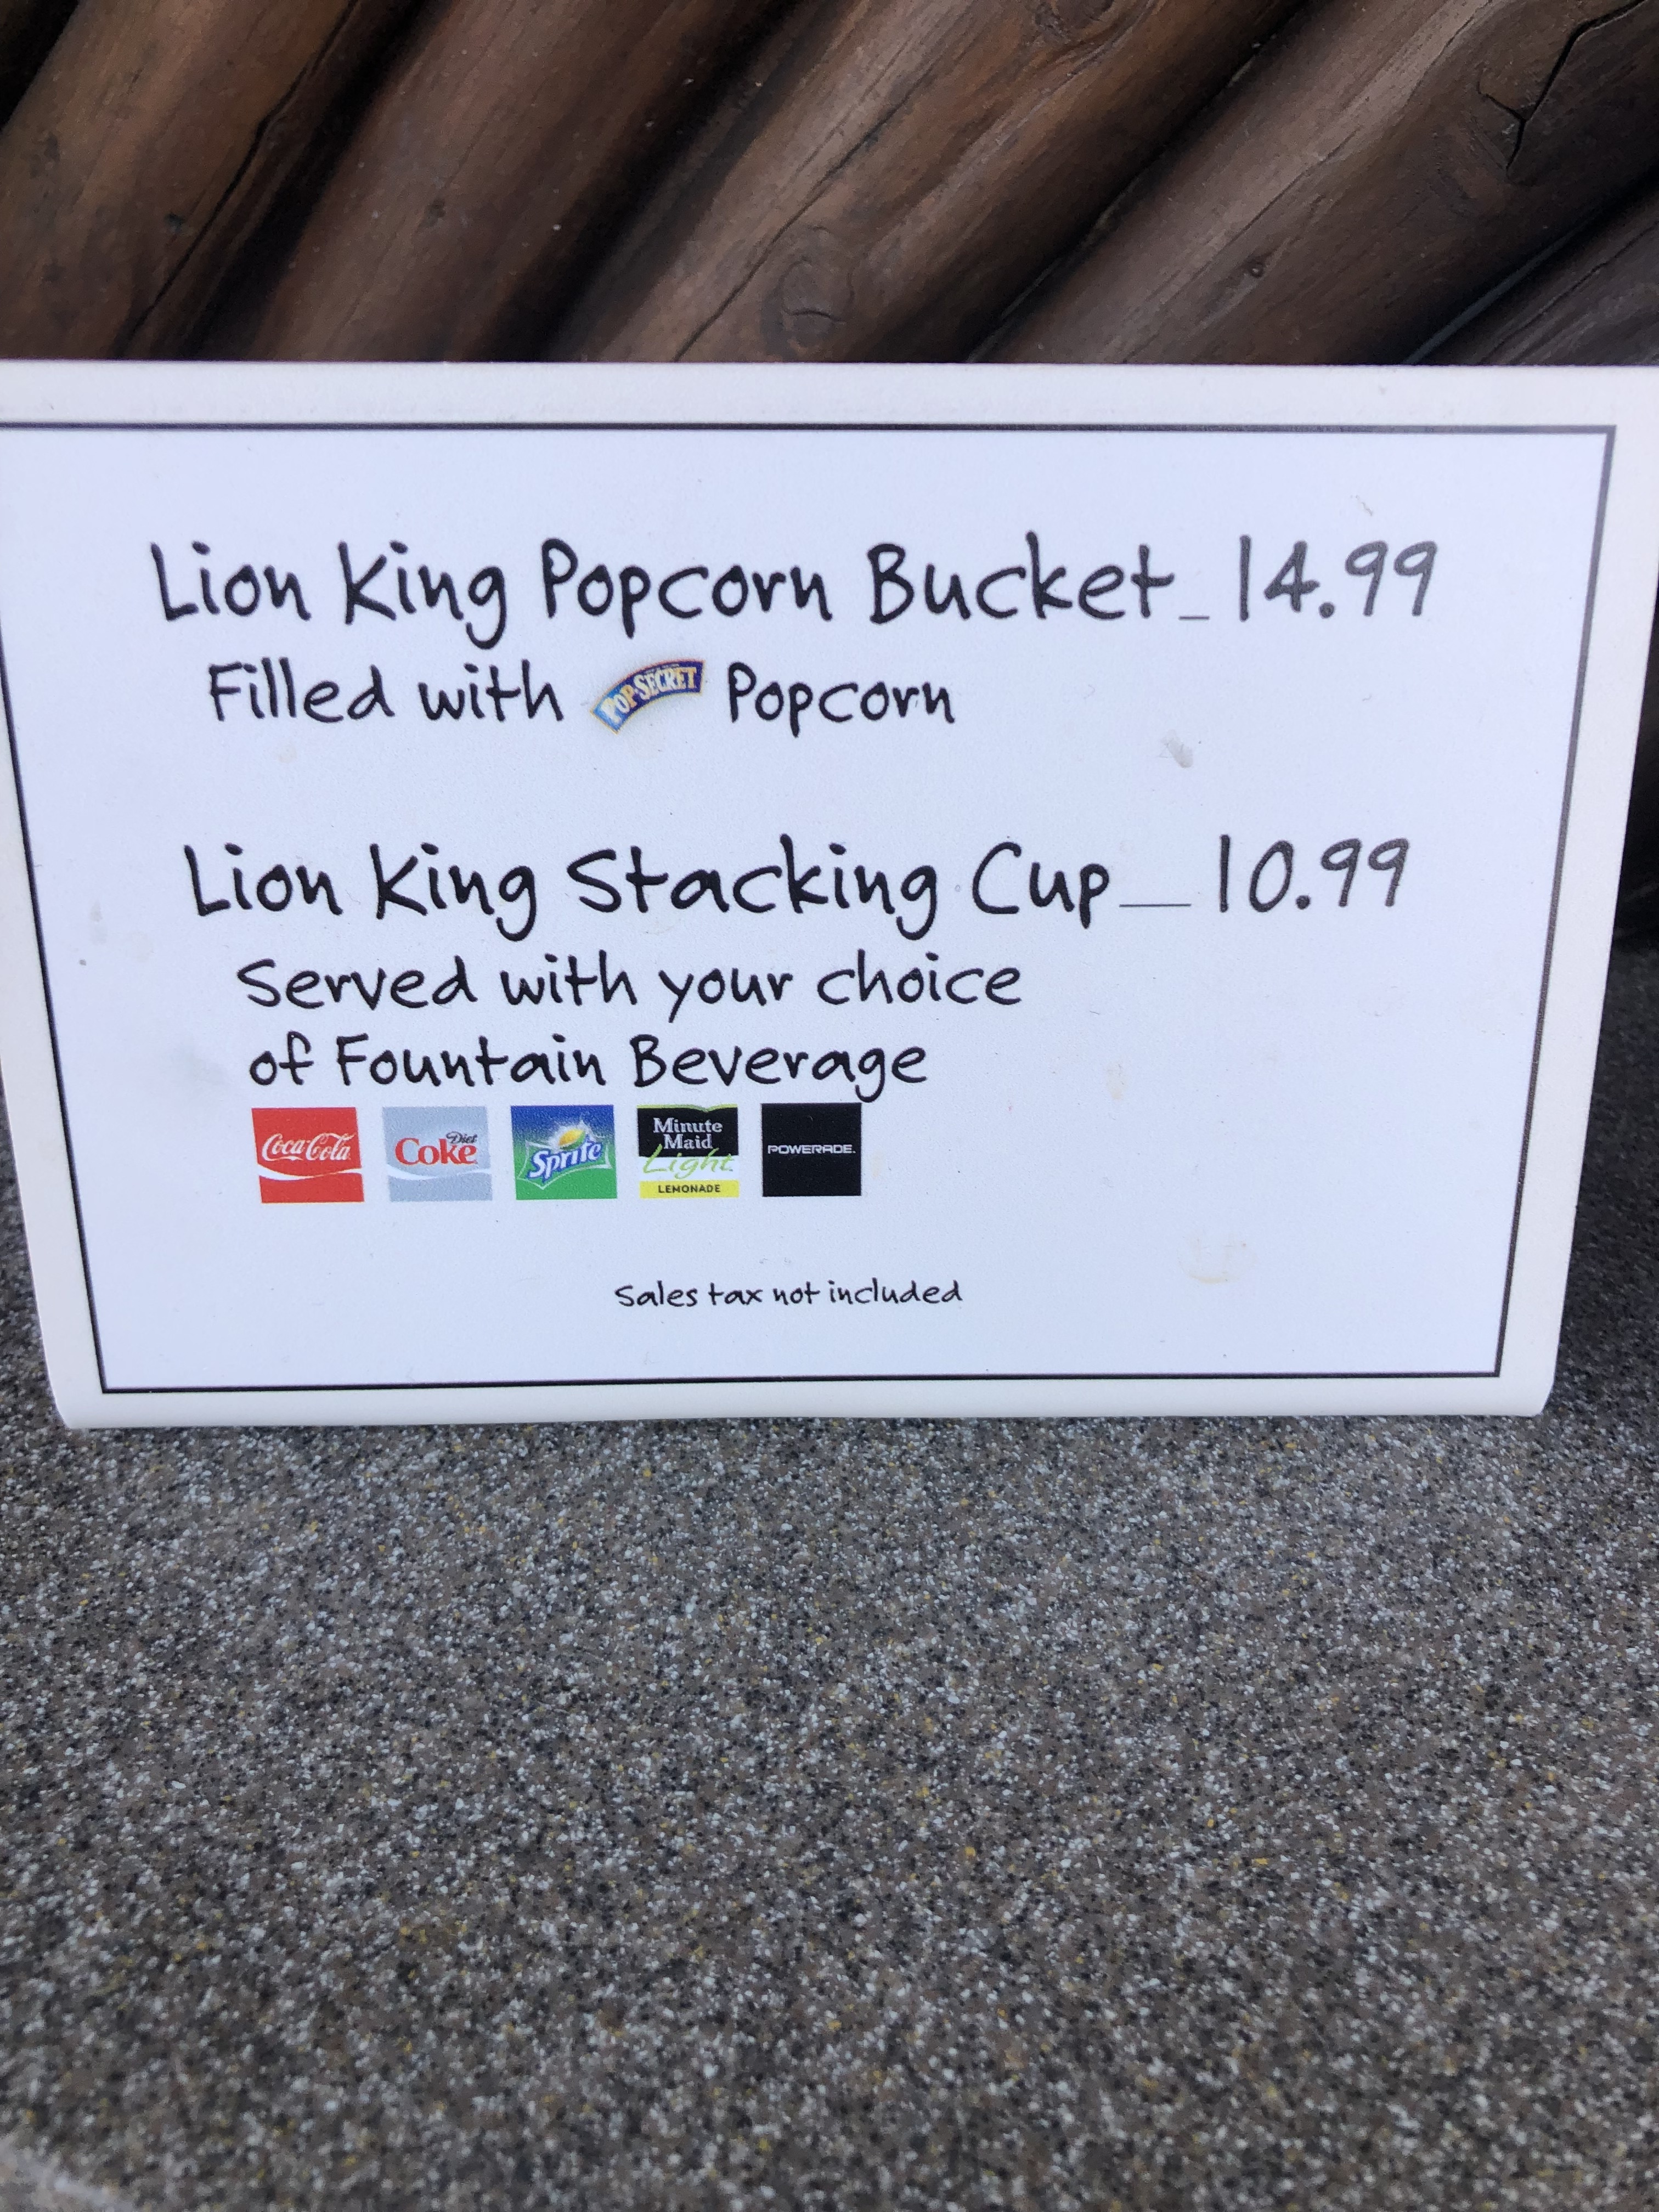 Lion King Popcorn Bucket_14.99
Filled with POP·SECRET Popcorn
Lion King Stacking Cup__10.99
Served with your choice
of Fountain Beverage
Coca-Cola Diet Coke Sprite Minute Maid Light LEMONADE POWERADE.
Sales tax not included